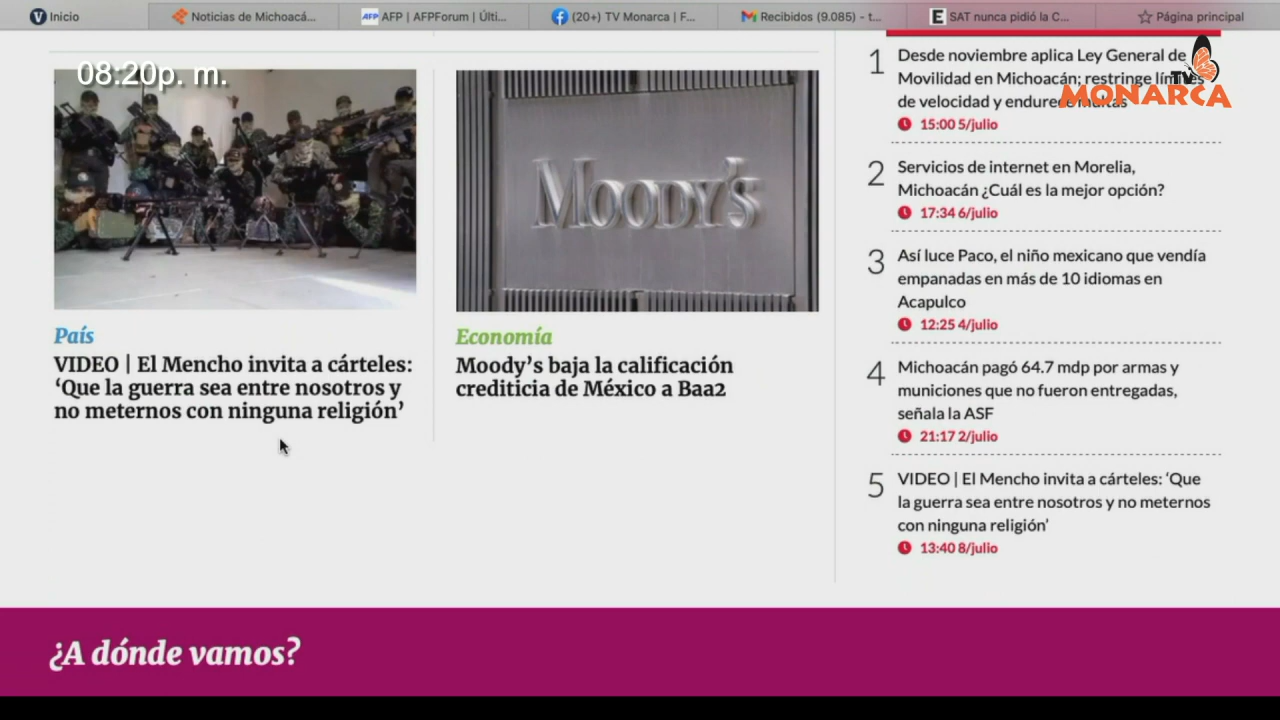 Inicio
Noticias de Michoacá...
AFP
AFP | AFPForum | Últi...
(20+) TV Monarca | F...
Recibidos (9.085) - t...
E
SAT nunca pidió la C...
Página principal
08:20p. m.
MOODY'S
País
VIDEO | El Mencho invita a cárteles:
‘Que la guerra sea entre nosotros y
no meternos con ninguna religión’
Economía
Moody’s baja la calificación
crediticia de México a Baa2
TV
MONARCA
1
Desde noviembre aplica Ley General de
Movilidad en Michoacán; restringe límites
de velocidad y endurece multas
15:00 5/julio
2
Servicios de internet en Morelia,
Michoacán ¿Cuál es la mejor opción?
17:34 6/julio
3
Así luce Paco, el niño mexicano que vendía
empanadas en más de 10 idiomas en
Acapulco
12:25 4/julio
4
Michoacán pagó 64.7 mdp por armas y
municiones que no fueron entregadas,
señala la ASF
21:17 2/julio
5
VIDEO | El Mencho invita a cárteles: ‘Que
la guerra sea entre nosotros y no meternos
con ninguna religión’
13:40 8/julio
¿A dónde vamos?